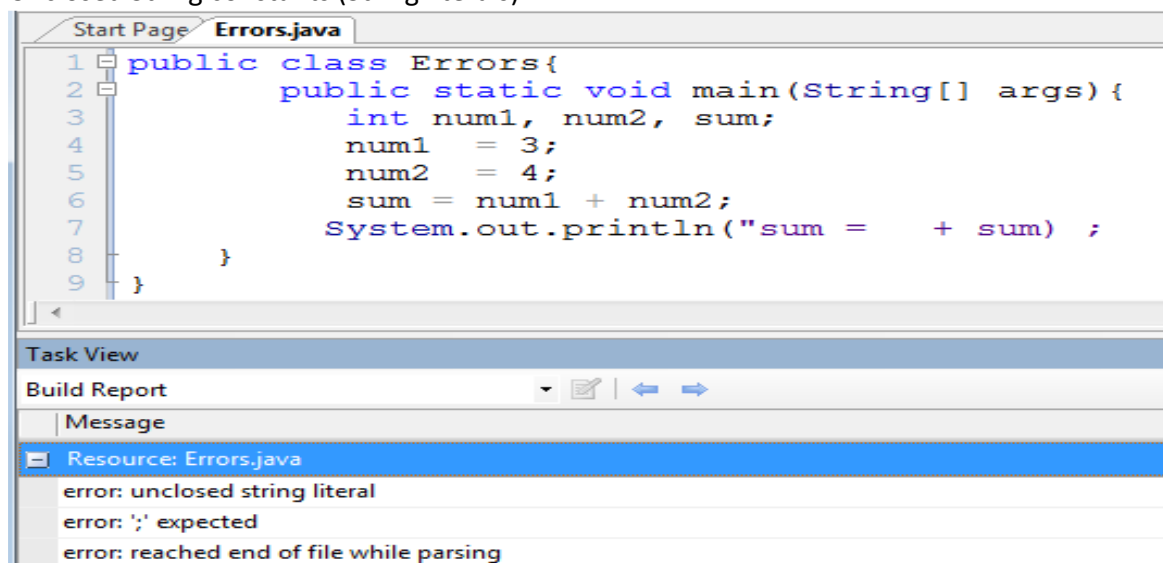 Start Page Errors.java
1 public class Errors{
2 public static void main(String[] args){
3 int num1, num2, sum;
4 num1 = 3;
5 num2 = 4;
6 sum = num1 + num2;
7 System.out.println("sum = + sum) ;
8 }
9 }
Task View
Build Report
Message
Resource: Errors.java
error: unclosed string literal
error: ';' expected
error: reached end of file while parsing